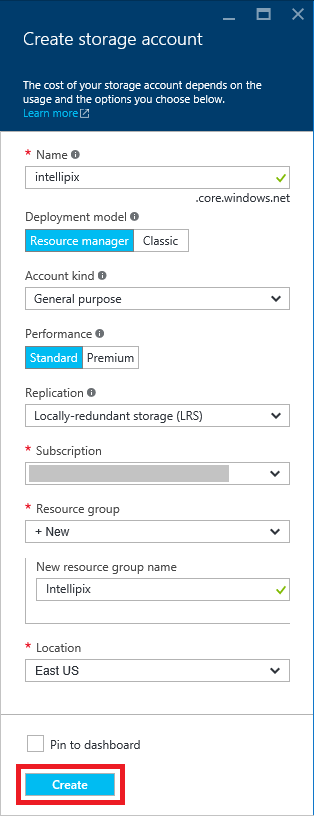 Create storage account
The cost of your storage account depends on the
usage and the options you choose below.
Learn more
* Name
intellipix
.core.windows.net
Deployment model
Resource manager Classic
Account kind
General purpose
Performance
Standard Premium
Replication
Locally-redundant storage (LRS)
* Subscription
* Resource group
+ New
New resource group name
Intellipix
* Location
East US
Pin to dashboard
Create